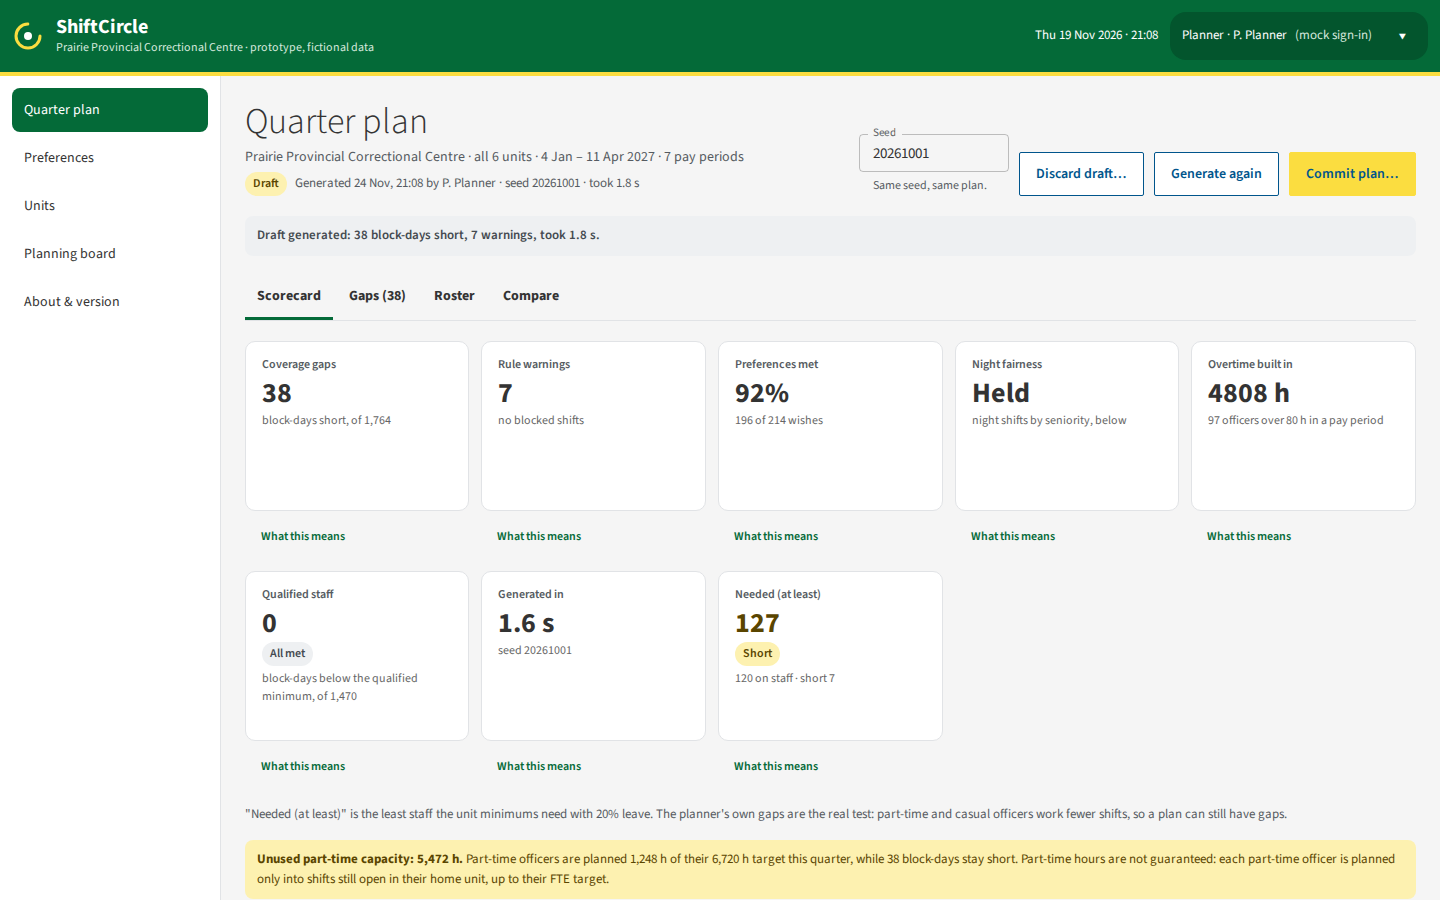 ShiftCircle
Prairie Provincial Correctional Centre · prototype, fictional data
Thu 19 Nov 2026 · 21:08
Planner · P. Planner (mock sign-in)
Quarter plan
Preferences
Units
Planning board
About & version
Quarter plan
Prairie Provincial Correctional Centre · all 6 units · 4 Jan – 11 Apr 2027 · 7 pay periods
Draft Generated 24 Nov, 21:08 by P. Planner · seed 20261001 · took 1.8 s
Seed
20261001
Same seed, same plan.
Discard draft…
Generate again
Commit plan…
Draft generated: 38 block-days short, 7 warnings, took 1.8 s.
Scorecard Gaps (38) Roster Compare
Coverage gaps
38
block-days short, of 1,764
What this means
Rule warnings
7
no blocked shifts
What this means
Preferences met
92%
196 of 214 wishes
What this means
Night fairness
Held
night shifts by seniority, below
What this means
Overtime built in
4808 h
97 officers over 80 h in a pay period
What this means
Qualified staff
0
All met
block-days below the qualified
minimum, of 1,470
What this means
Generated in
1.6 s
seed 20261001
What this means
Needed (at least)
127
Short
120 on staff · short 7
What this means
"Needed (at least)" is the least staff the unit minimums need with 20% leave. The planner's own gaps are the real test: part-time and casual officers work fewer shifts, so a plan can still have gaps.
Unused part-time capacity: 5,472 h. Part-time officers are planned 1,248 h of their 6,720 h target this quarter, while 38 block-days stay short. Part-time hours are not guaranteed: each part-time officer is planned
only into shifts still open in their home unit, up to their FTE target.